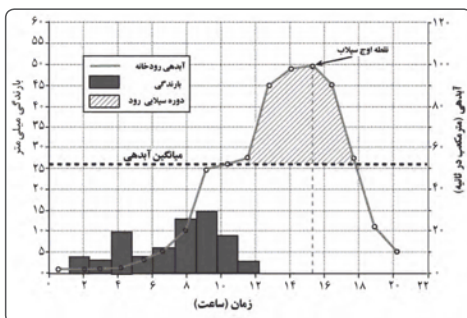 نقطه اوج سیلاب
آبدهی رودخانه
بارندگی
دوره سیلابی رود
میانگین آبدهی
بارندگی میلی‌متر
۶۰
۵۵
۵۰
۴۵
۴۰
۳۵
۳۰
۲۵
۲۰
۱۵
۱۰
۵
۰
آبدهی (مترمکعب در ثانیه)
۱۰۰
۸۰
۶۰
۴۰
۲۰
۰
۰ ۲ ۴ ۶ ۸ ۱۰ ۱۲ ۱۴ ۱۶ ۱۸ ۲۰ ۲۲
زمان (ساعت)